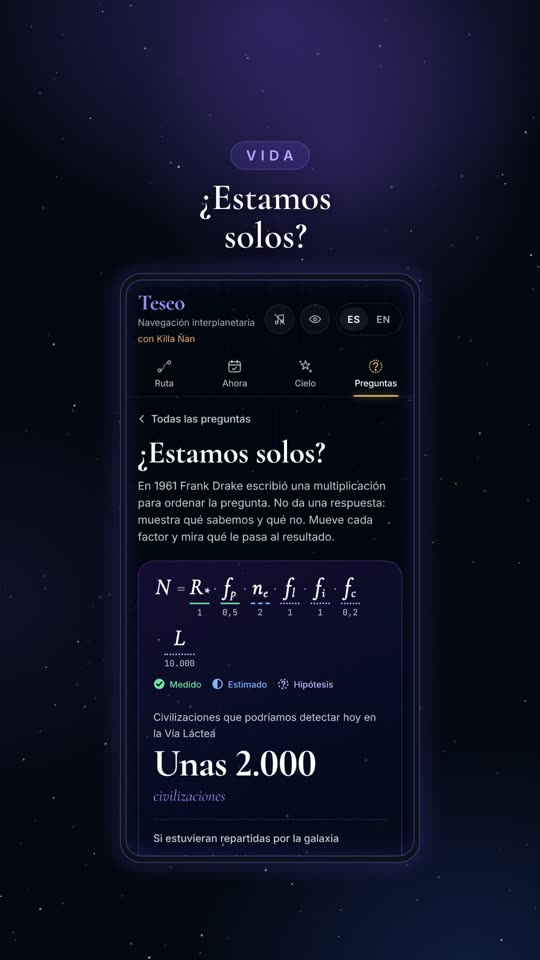 VIDA
¿Estamos
solos?
Teseo
Navegación interplanetaria
con Killa Ñan
ES EN
Ruta Ahora Cielo Preguntas
Todas las preguntas
¿Estamos solos?
En 1961 Frank Drake escribió una multiplicación
para ordenar la pregunta. No da una respuesta:
muestra qué sabemos y qué no. Mueve cada
factor y mira qué le pasa al resultado.
N = R* · fp · ne · fl · fi · fc
1 0,5 2 1 1 0,2
· L
10.000
Medido Estimado Hipótesis
Civilizaciones que podríamos detectar hoy en
la Vía Láctea
Unas 2.000
civilizaciones
Si estuvieran repartidas por la galaxia